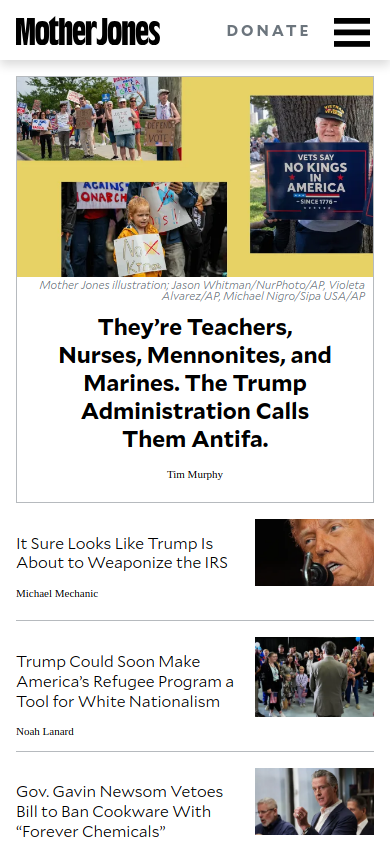 Mother Jones
DONATE
DEFEND
VOTE
VETS SAY
NO KINGS
IN
AMERICA
- SINCE 1776 -
AGAINST
MONARCH
No
Kings
Mother Jones illustration; Jason Whitman/NurPhoto/AP, Violeta
Alvarez/AP, Michael Nigro/Sipa USA/AP
They’re Teachers,
Nurses, Mennonites, and
Marines. The Trump
Administration Calls
Them Antifa.
Tim Murphy
It Sure Looks Like Trump Is
About to Weaponize the IRS
Michael Mechanic
Trump Could Soon Make
America’s Refugee Program a
Tool for White Nationalism
Noah Lanard
Gov. Gavin Newsom Vetoes
Bill to Ban Cookware With
“Forever Chemicals”